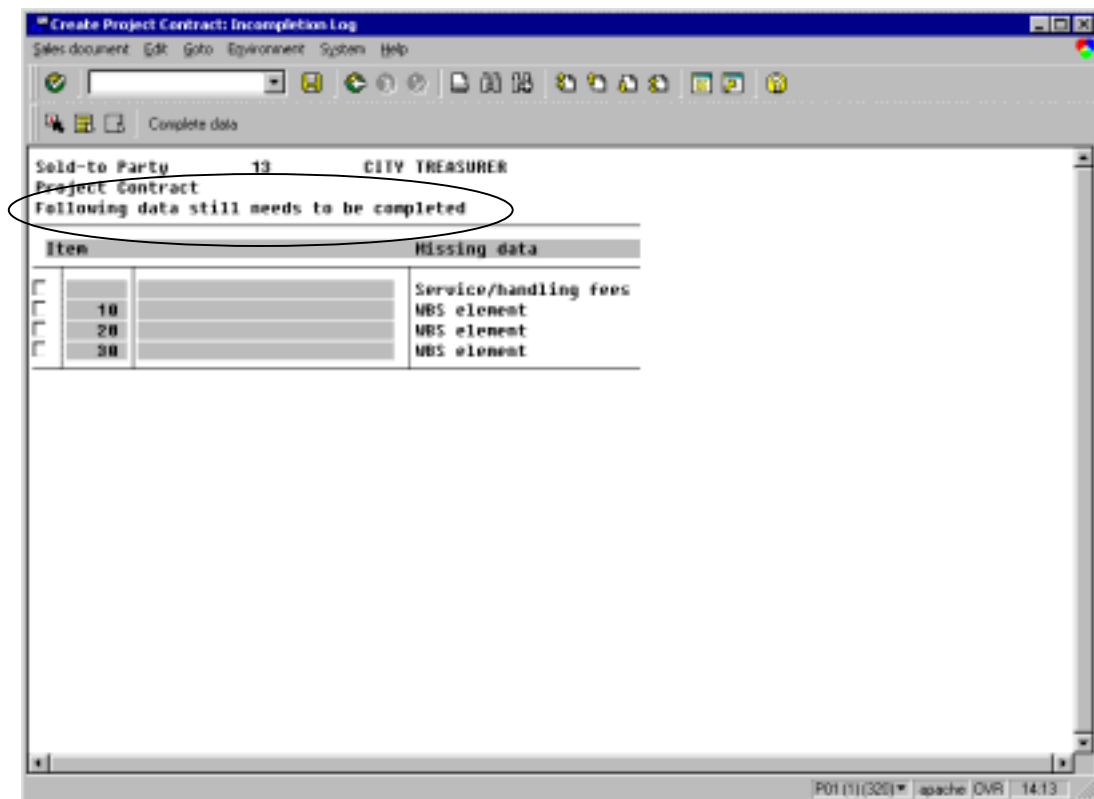 Create Project Contract: Incompletion Log
Sales document Edit Goto Environment System Help
Complete data
Sold-to Party 13 CITY TREASURER
Project Contract
Following data still needs to be completed
Item Missing data
Service/handling fees
10 WBS element
20 WBS element
30 WBS element
P01 (1) (320) apache OVR 14:13